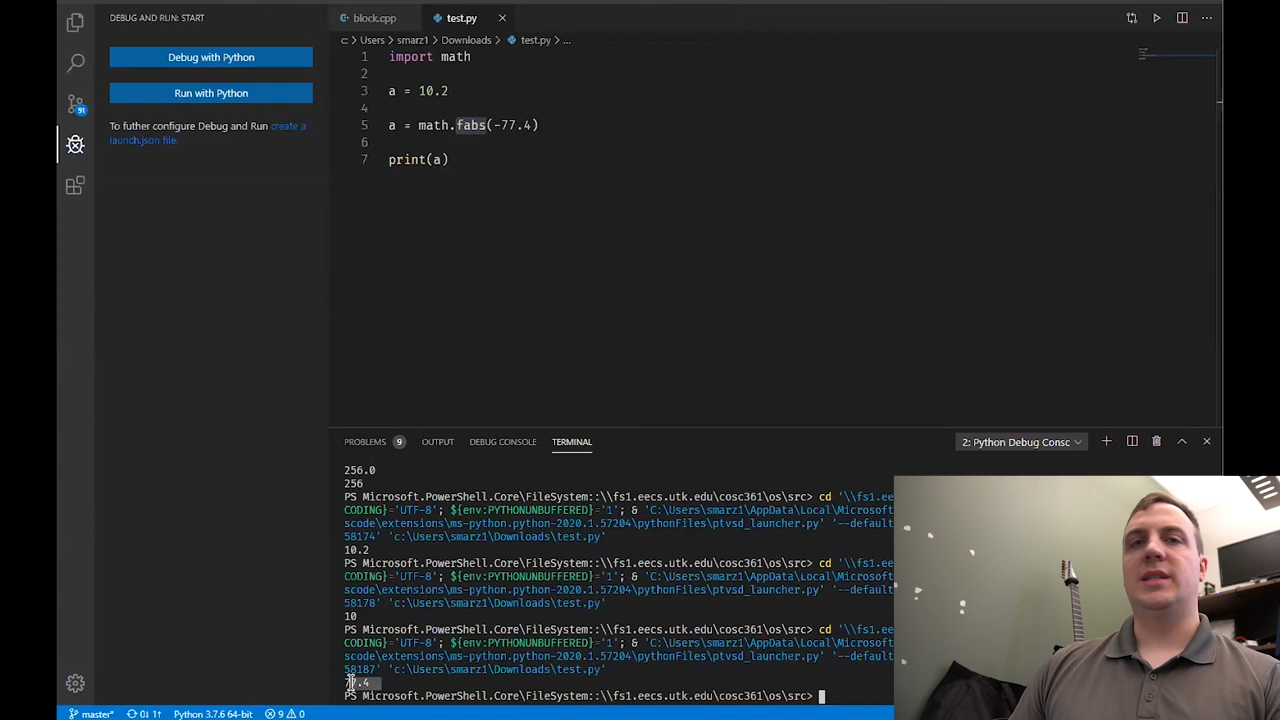 DEBUG AND RUN: START
block.cpp
test.py
Debug with Python
c: > Users > smarz1 > Downloads > test.py > ...
1 import math
2
Run with Python
3 a = 10.2
4
To futher configure Debug and Run create a
launch.json file.
5 a = math.fabs(-77.4)
6
7 print(a)
91
PROBLEMS 9 OUTPUT DEBUG CONSOLE TERMINAL
2: Python Debug Consc
256.0
256
PS Microsoft.PowerShell.Core\FileSystem::\\fs1.eecs.utk.edu\cosc361\os\src> cd '\\fs1.ee
CODING}='UTF-8'; ${env:PYTHONUNBUFFERED}='1'; & 'C:\Users\smarz1\AppData\Local\Microsof
scode\extensions\ms-python.python-2020.1.57204\pythonFiles\ptvsd_launcher.py' '--default
58174' 'c:\Users\smarz1\Downloads\test.py'
10.2
PS Microsoft.PowerShell.Core\FileSystem::\\fs1.eecs.utk.edu\cosc361\os\src> cd '\\fs1.ee
CODING}='UTF-8'; ${env:PYTHONUNBUFFERED}='1'; & 'C:\Users\smarz1\AppData\Local\Microsof
scode\extensions\ms-python.python-2020.1.57204\pythonFiles\ptvsd_launcher.py' '--default
58178' 'c:\Users\smarz1\Downloads\test.py'
10
PS Microsoft.PowerShell.Core\FileSystem::\\fs1.eecs.utk.edu\cosc361\os\src> cd '\\fs1.ee
CODING}='UTF-8'; ${env:PYTHONUNBUFFERED}='1'; & 'C:\Users\smarz1\AppData\Local\Microsof
scode\extensions\ms-python.python-2020.1.57204\pythonFiles\ptvsd_launcher.py' '--default
58187' 'c:\Users\smarz1\Downloads\test.py'
77.4
PS Microsoft.PowerShell.Core\FileSystem::\\fs1.eecs.utk.edu\cosc361\os\src>
master* 0↓ 1↑ Python 3.7.6 64-bit 9 0